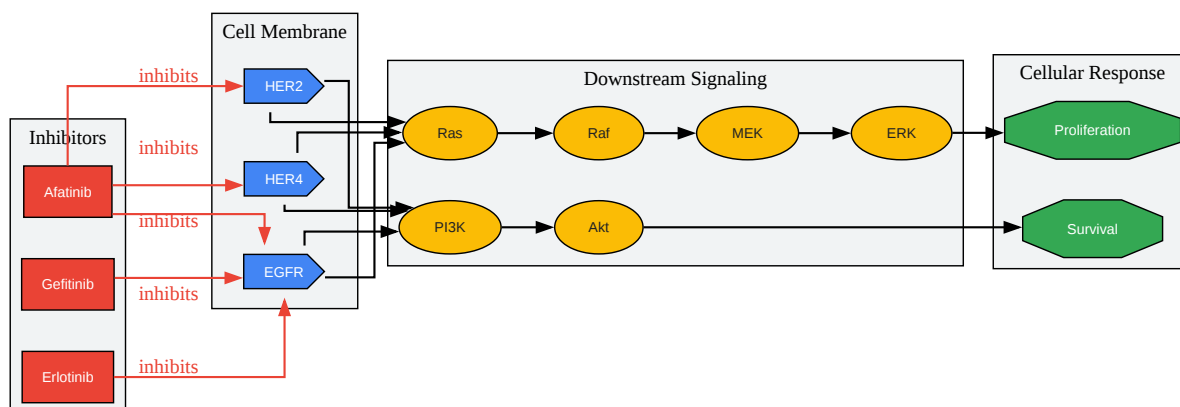 Cell Membrane
inhibits
HER2
Downstream Signaling
Cellular Response
Inhibitors
Ras
Raf
MEK
ERK
Proliferation
inhibits
Afatinib
HER4
inhibits
PI3K
Akt
Survival
Gefitinib
EGFR
inhibits
inhibits
Erlotinib